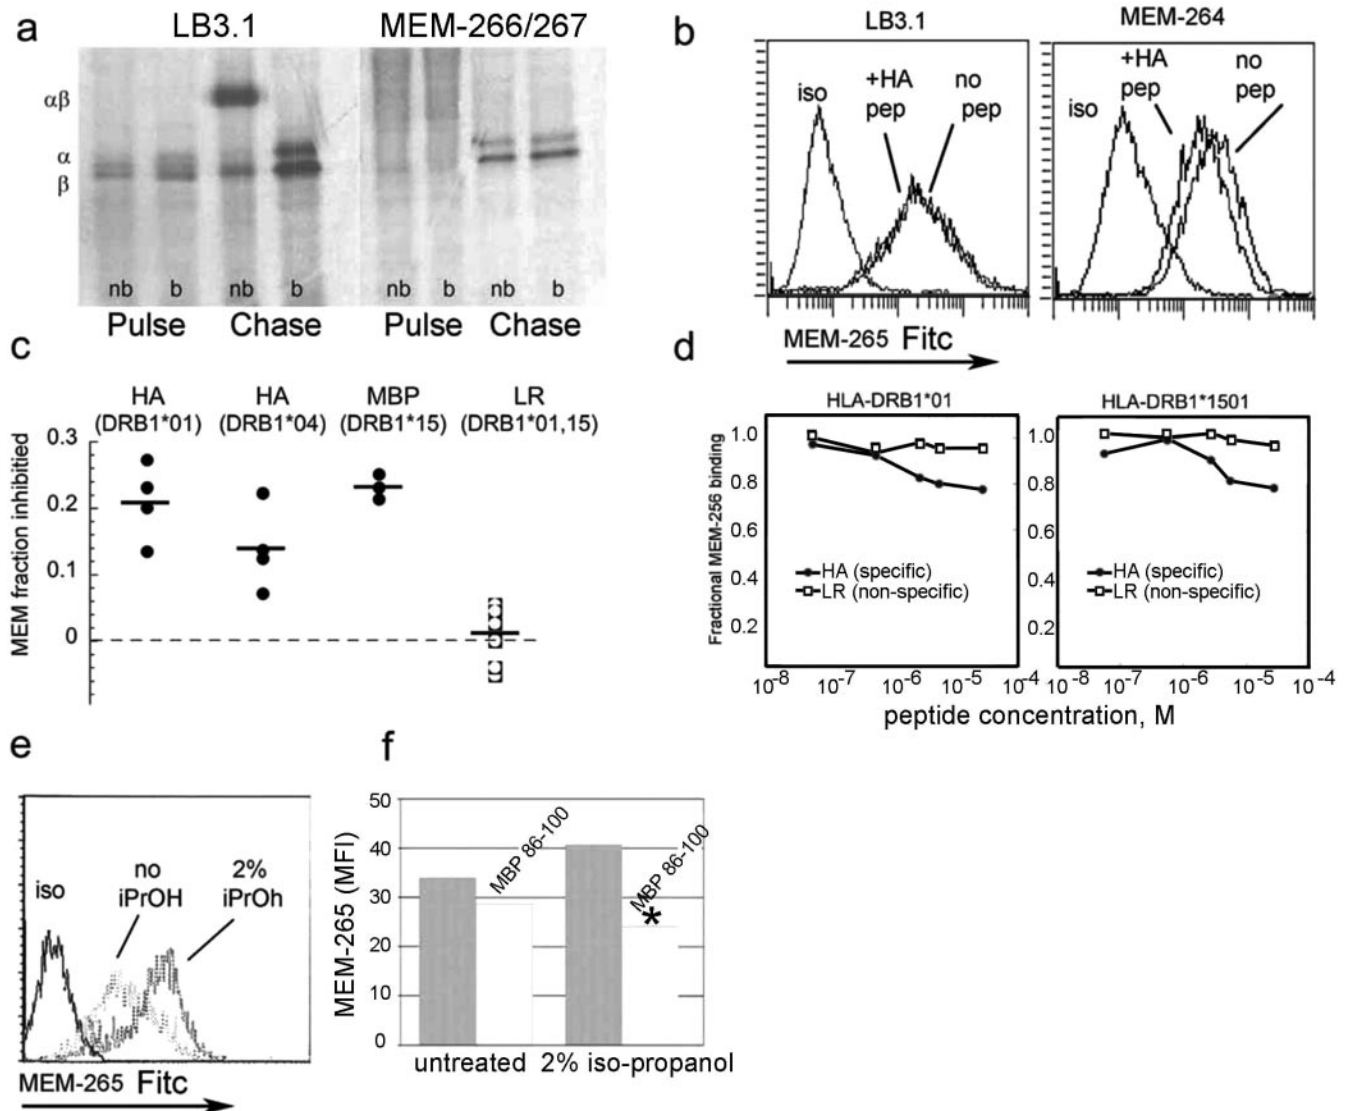 a
LB3.1
MEM-266/267
αβ
α
β
nb
b
nb
b
nb
b
nb
b
Pulse
Chase
Pulse
Chase
b
LB3.1
MEM-264
iso
+HA
pep
no
pep
iso
+HA
pep
no
pep
MEM-265 Fitc
c
HA
(DRB1*01)
HA
(DRB1*04)
MBP
(DRB1*15)
LR
(DRB1*01,15)
MEM fraction inhibitied
0.3
0.2
0.1
0
d
HLA-DRB1*01
HLA-DRB1*1501
Fractional MEM-256 binding
1.0
0.8
0.6
0.4
0.2
HA (specific)
LR (non-specific)
1.0
0.8
0.6
0.4
0.2
HA (specific)
LR (non-specific)
10-8
10-7
10-6
10-5
10-4
10-8
10-7
10-6
10-5
10-4
peptide concentration, M
e
iso
no
iPrOH
2%
iPrOh
MEM-265 Fitc
f
MEM-265 (MFI)
50
40
30
20
10
0
MBP 86-100
MBP 86-100
*
untreated
2% iso-propanol